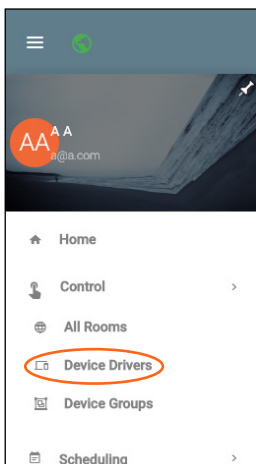 AA
A A
a@a.com
Home
Control
All Rooms
Device Drivers
Device Groups
Scheduling